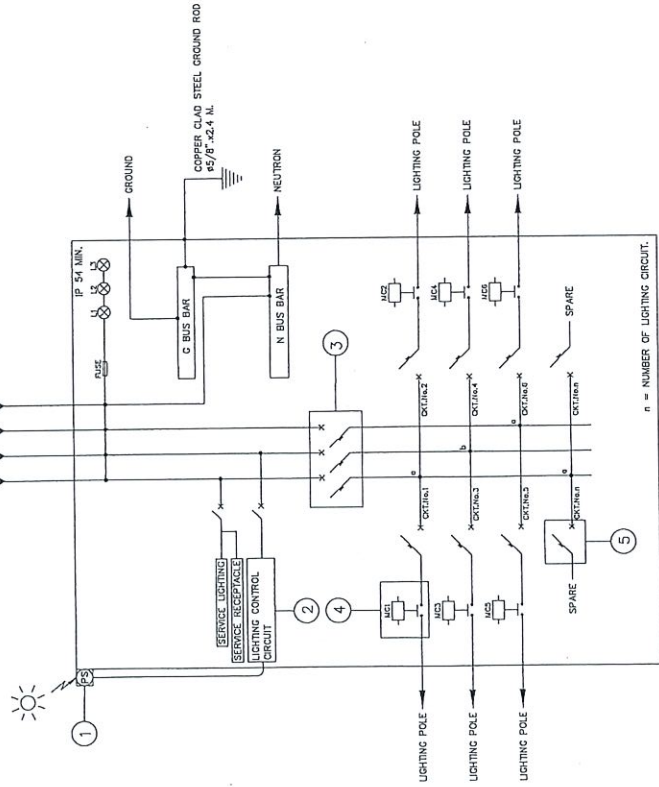 IP 54 MIN.
L1
L2
L3
FUSE
GROUND
COPPER CLAD STEEL GROUND ROD
ø5/8"x2.4 M.
G BUS BAR
N BUS BAR
NEUTRON
PS
1
SERVICE LIGHTING
SERVICE RECEPTACLE
LIGHTING CONTROL
CIRCUIT
2
3
4
MC1
CKT.No.1
a
CKT.No.2
MC2
LIGHTING POLE
LIGHTING POLE
MC3
CKT.No.3
b
CKT.No.4
MC4
LIGHTING POLE
LIGHTING POLE
MC5
CKT.No.5
CKT.No.6
MC6
LIGHTING POLE
LIGHTING POLE
SPARE
CKT.No.n
a
CKT.No.n
SPARE
5
n = NUMBER OF LIGHTING CIRCUIT.